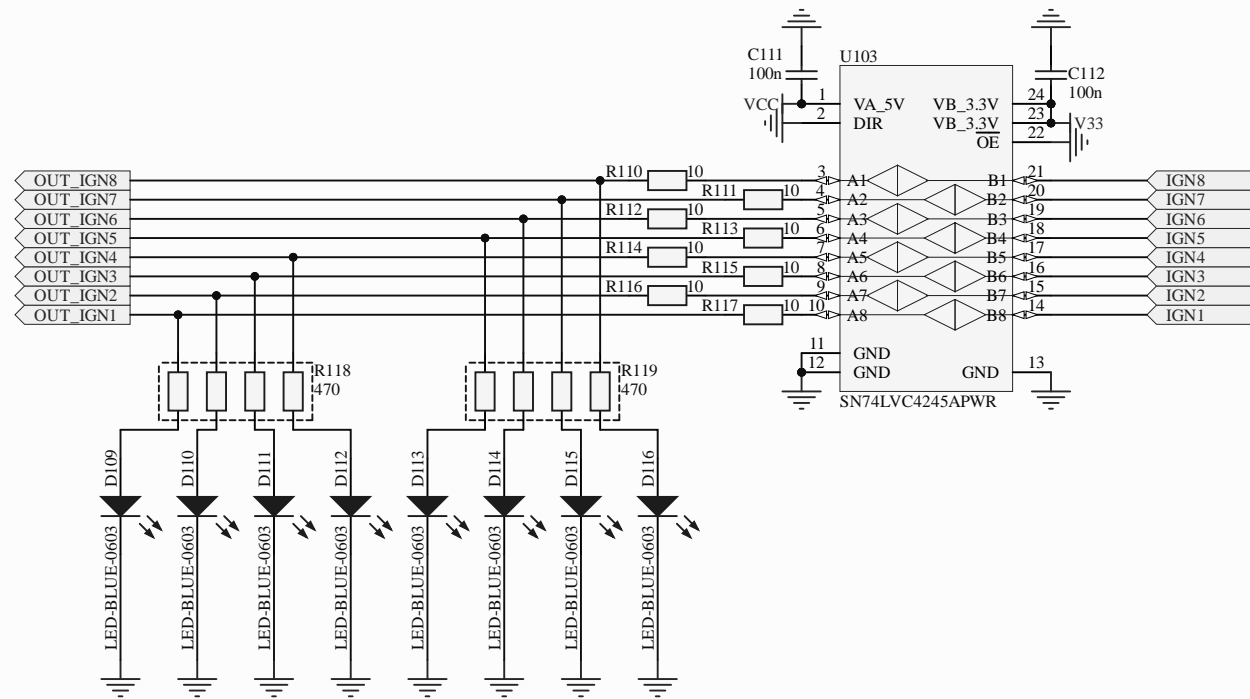 C111
100n
U103
C112
100n
VCC
1
VA_5V
VB_3.3V
24
2
DIR
VB_3.3V
23
V33
OE
22
OUT_IGN8
R110
10
3
A1
B1
21
IGN8
OUT_IGN7
R111
10
4
A2
B2
20
IGN7
OUT_IGN6
R112
10
5
A3
B3
19
IGN6
OUT_IGN5
R113
10
6
A4
B4
18
IGN5
OUT_IGN4
R114
10
7
A5
B5
17
IGN4
OUT_IGN3
R115
10
8
A6
B6
16
IGN3
OUT_IGN2
R116
10
9
A7
B7
15
IGN2
OUT_IGN1
R117
10
10
A8
B8
14
IGN1
11
GND
12
GND
GND
13
SN74LVC4245APWR
R118
470
R119
470
D109
D110
D111
D112
D113
D114
D115
D116
LED-BLUE-0603
LED-BLUE-0603
LED-BLUE-0603
LED-BLUE-0603
LED-BLUE-0603
LED-BLUE-0603
LED-BLUE-0603
LED-BLUE-0603